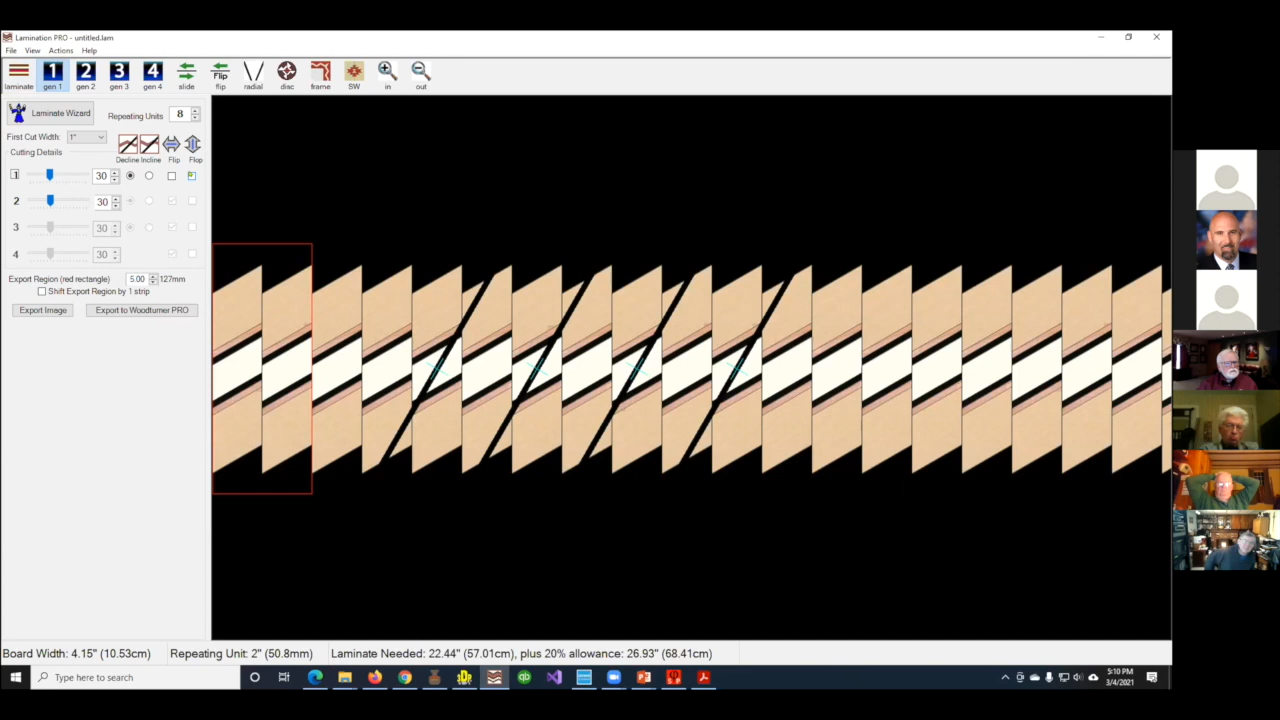 Lamination PRO - untitled.lam
File View Actions Help
1 2 3 4 Flip
laminate gen 1 gen 2 gen 3 gen 4 slide flip radial disc frame SW in out
Laminate Wizard Repeating Units 8
First Cut Width: 1"
Cutting Details Decline Incline Flip Flop
1 30
2 30
3 30
4 30
Export Region (red rectangle) 5.00 127mm
Shift Export Region by 1 strip
Export Image Export to Woodturner PRO
Board Width: 4.15" (10.53cm) Repeating Unit: 2" (50.8mm) Laminate Needed: 22.44" (57.01cm), plus 20% allowance: 26.93" (68.41cm)
Type here to search
5:10 PM
3/4/2021